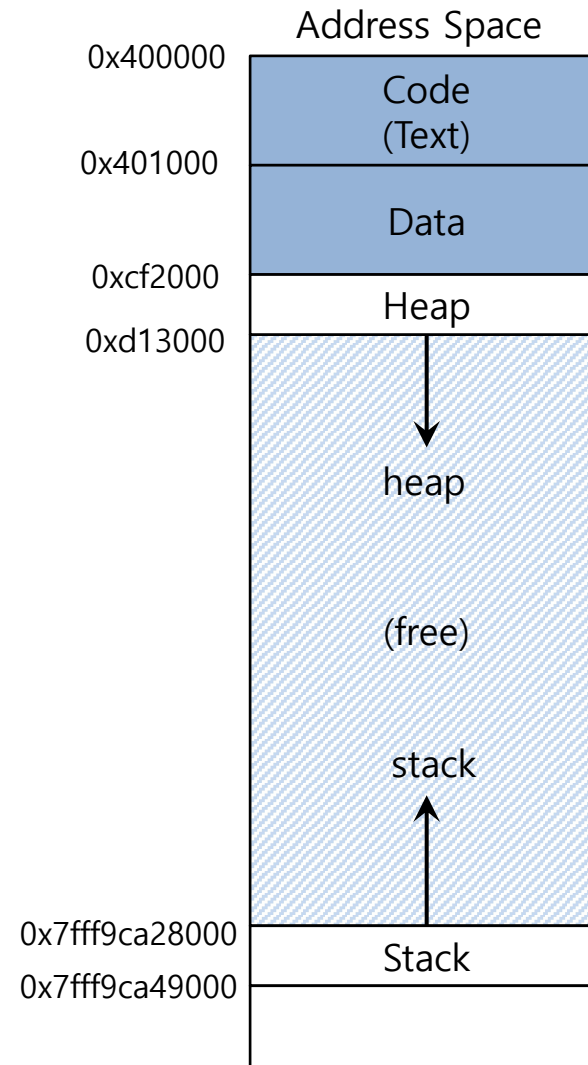 Address Space
0x400000
Code
(Text)
0x401000
Data
0xcf2000
Heap
0xd13000
heap
(free)
stack
0x7fff9ca28000
Stack
0x7fff9ca49000